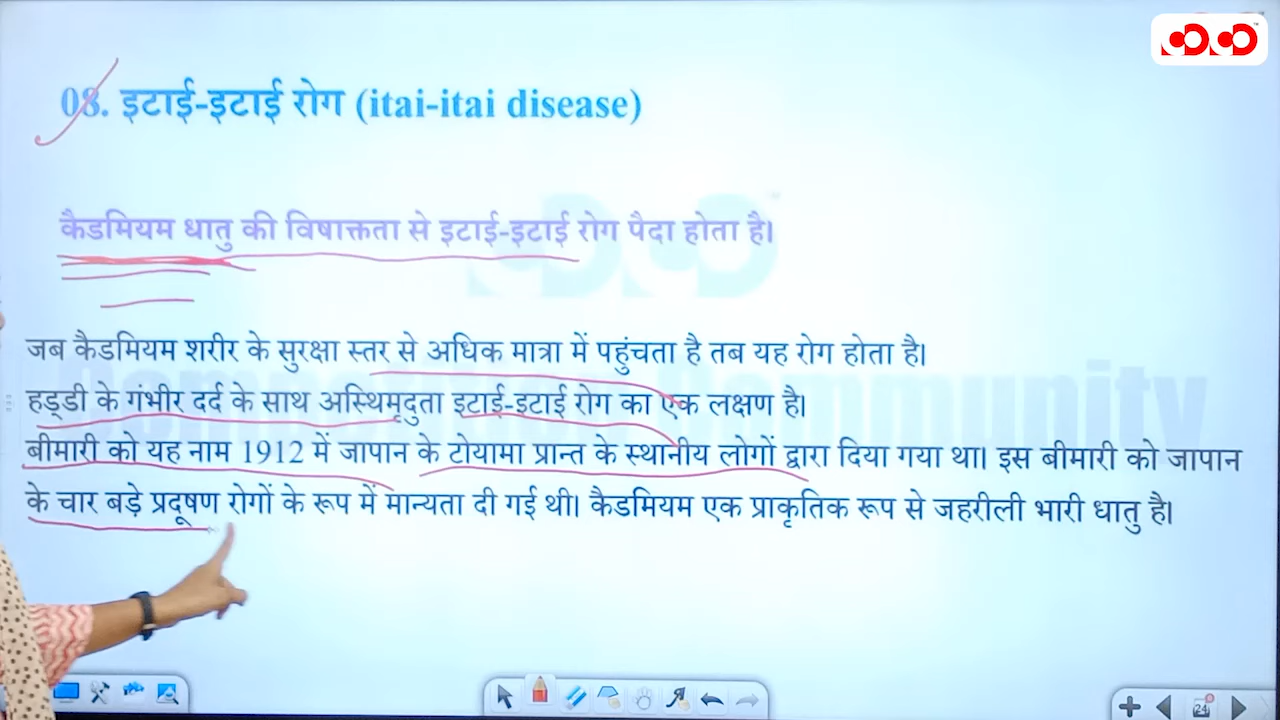 08. इटाई-इटाई रोग (itai-itai disease)
कैडमियम धातु की विषाक्तता से इटाई-इटाई रोग पैदा होता है।
जब कैडमियम शरीर के सुरक्षा स्तर से अधिक मात्रा में पहुंचता है तब यह रोग होता है।
हड्डी के गंभीर दर्द के साथ अस्थिमृदुता इटाई-इटाई रोग का एक लक्षण है।
बीमारी को यह नाम 1912 में जापान के टोयामा प्रान्त के स्थानीय लोगों द्वारा दिया गया था। इस बीमारी को जापान
के चार बड़े प्रदूषण रोगों के रूप में मान्यता दी गई थी। कैडमियम एक प्राकृतिक रूप से जहरीली भारी धातु है।
24